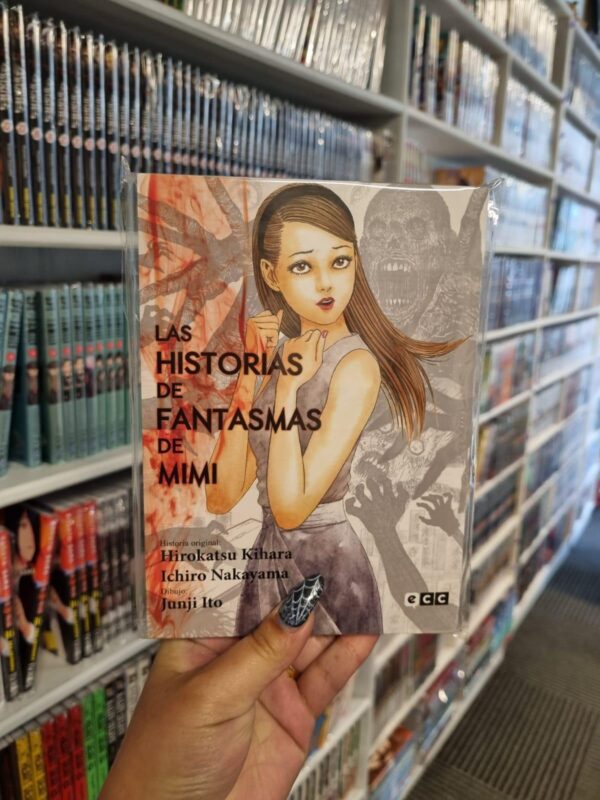 LAS
HISTORIAS
DE
FANTASMAS
DE
MIMI
Historia original:
Hirokatsu Kihara
Ichiro Nakayama
Dibujo:
Junji Ito
ecc